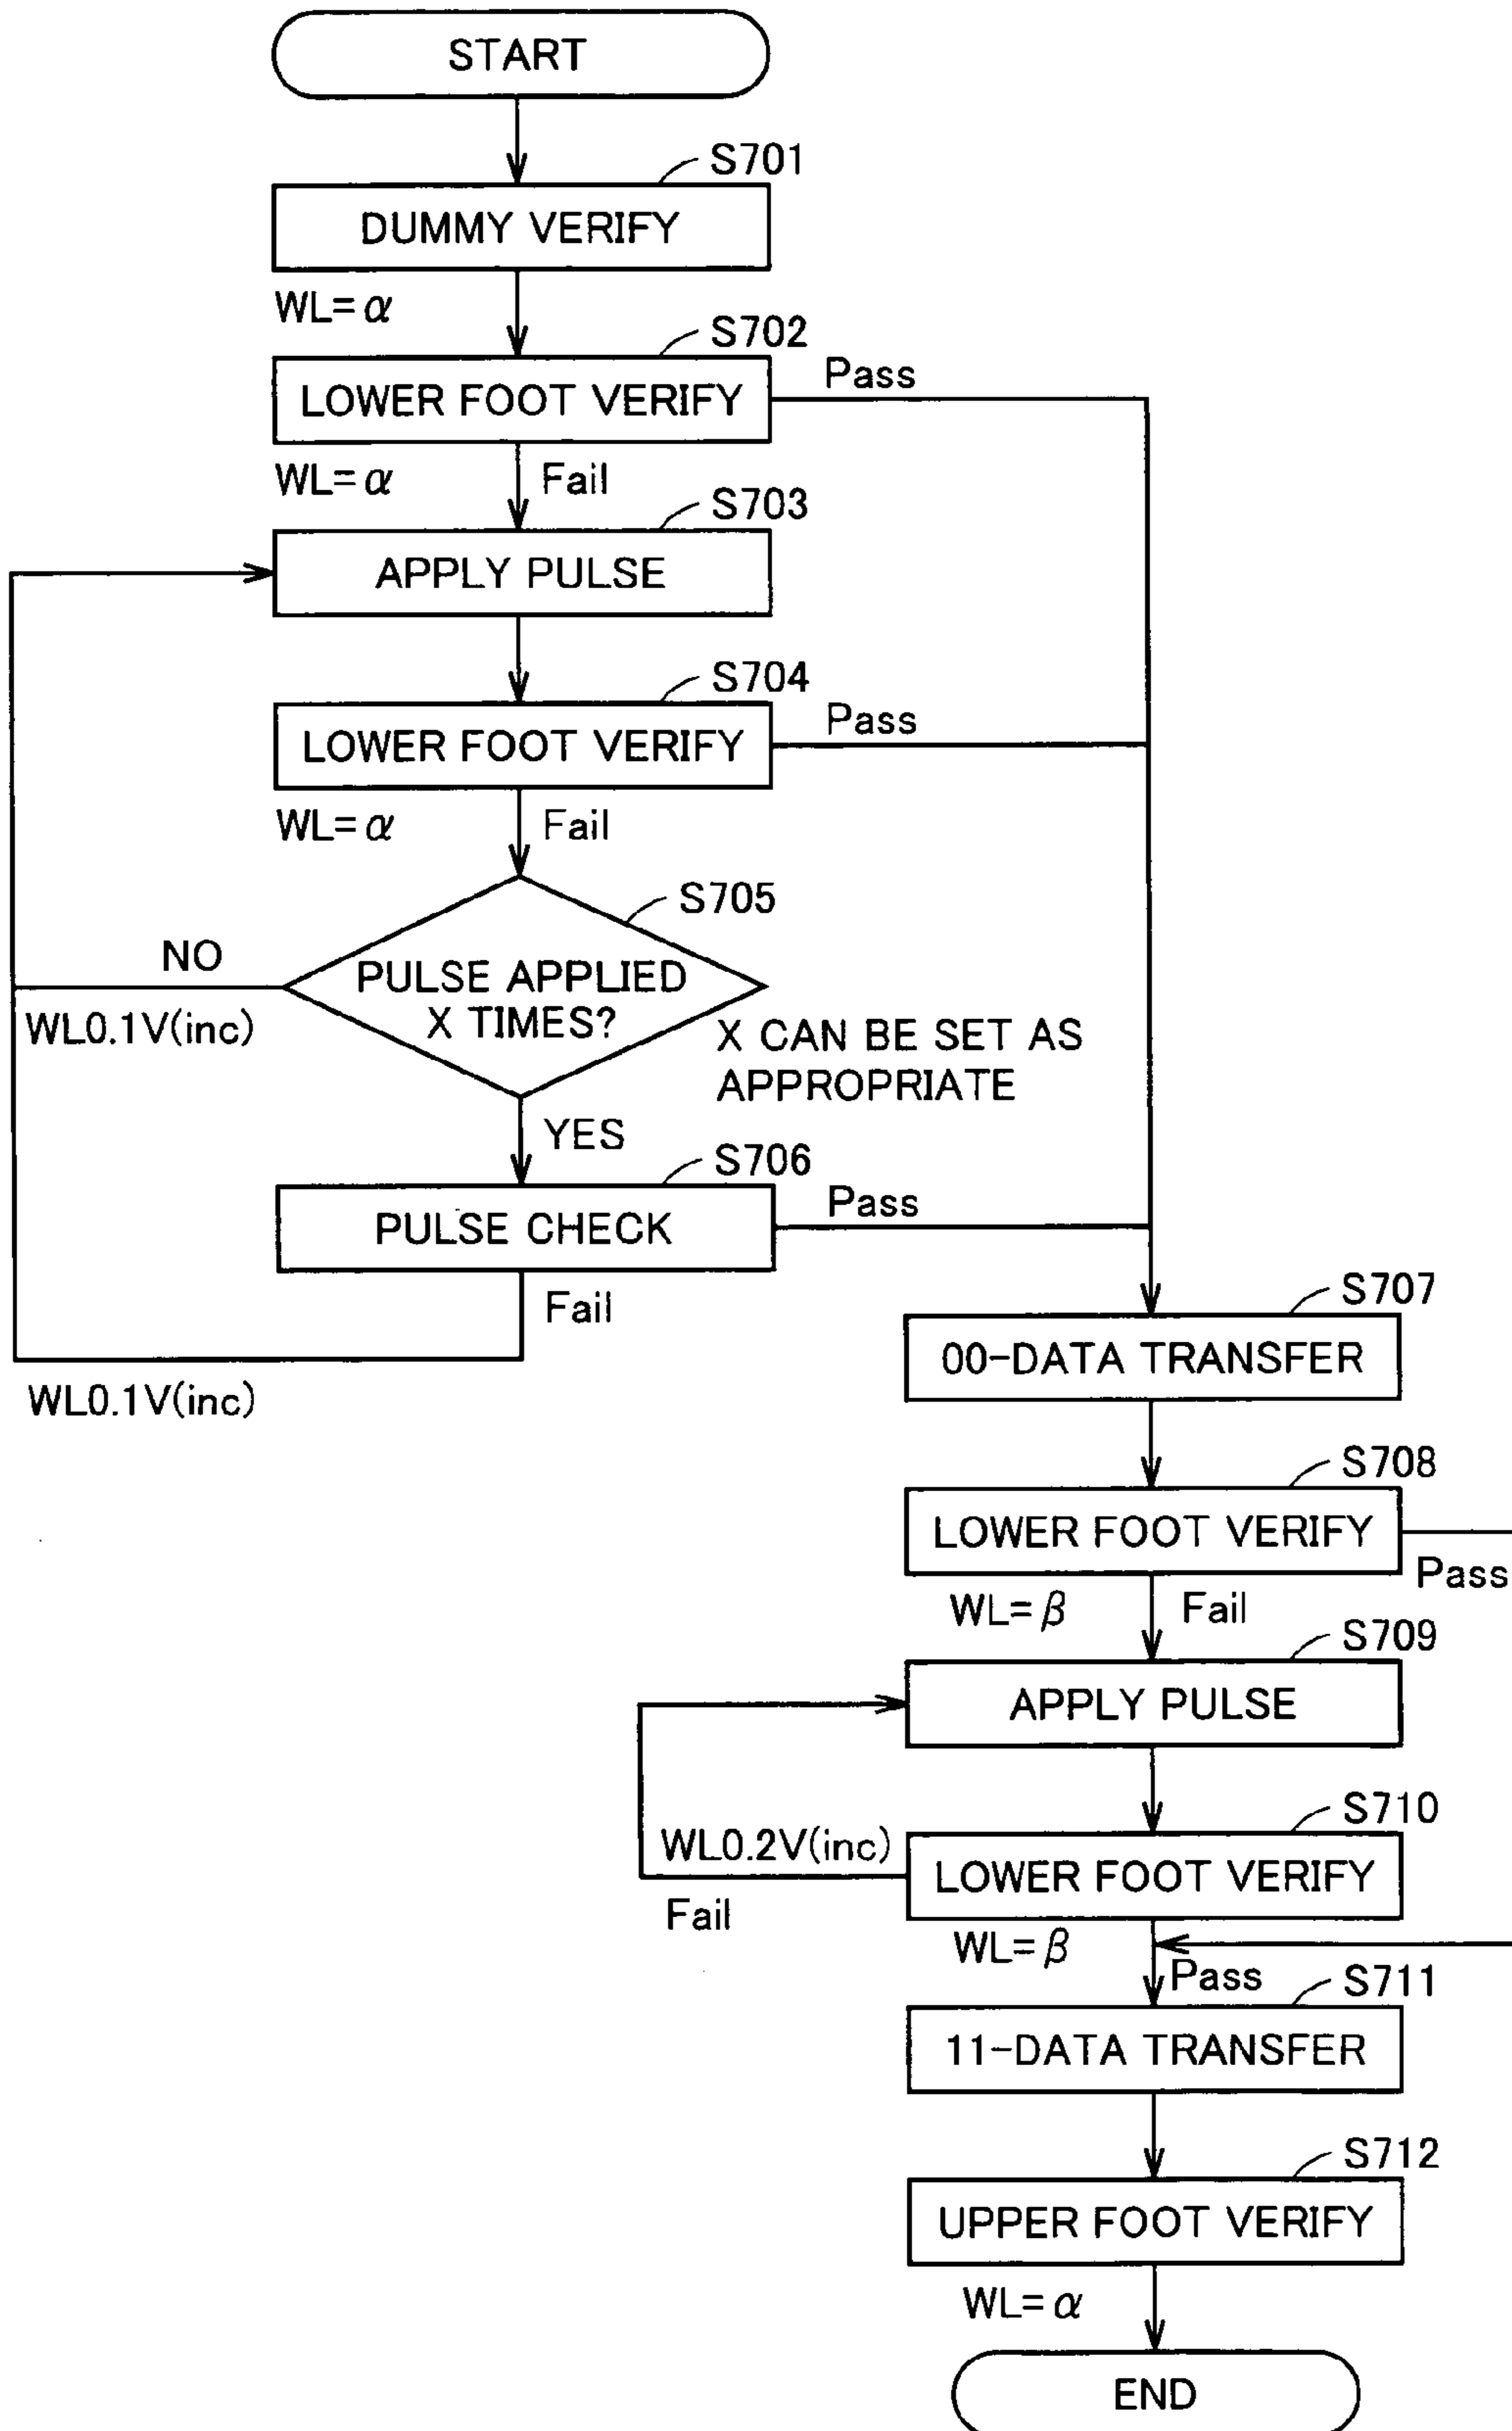 START
S701
DUMMY VERIFY
WL=α
S702
LOWER FOOT VERIFY
Pass
WL=α
Fail
S703
APPLY PULSE
S704
LOWER FOOT VERIFY
Pass
WL=α
Fail
S705
PULSE APPLIED
X TIMES?
NO
WL0.1V(inc)
X CAN BE SET AS
APPROPRIATE
YES
S706
PULSE CHECK
Pass
Fail
WL0.1V(inc)
S707
00-DATA TRANSFER
S708
LOWER FOOT VERIFY
Pass
WL=β
Fail
S709
APPLY PULSE
S710
LOWER FOOT VERIFY
WL0.2V(inc)
Fail
WL=β
Pass
S711
11-DATA TRANSFER
S712
UPPER FOOT VERIFY
WL=α
END